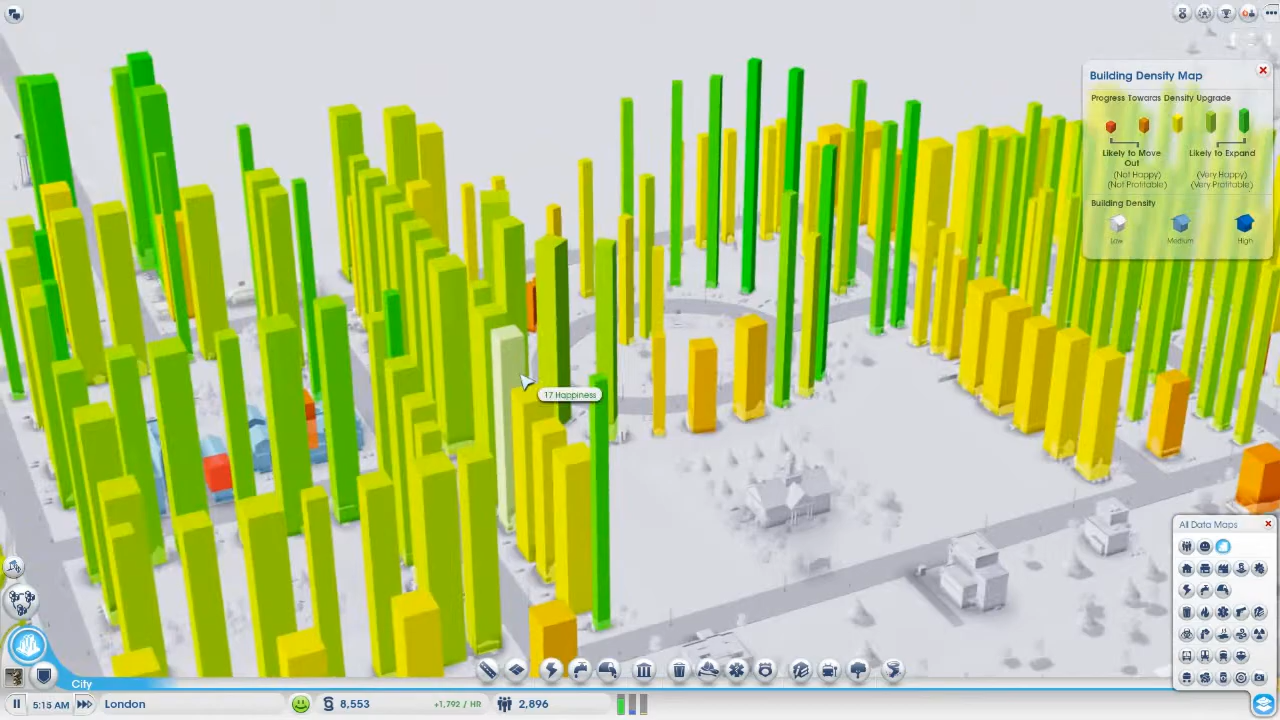 Building Density Map
Progress Towards Density Upgrade
Likely to Move Out
Likely to Expand
(Not Happy)
(Very Happy)
(Not Profitable)
(Very Profitable)
Building Density
Low
Medium
High
17 Happiness
All Data Maps
City
5:15 AM
London
8,553
+1,792 / HR
2,896